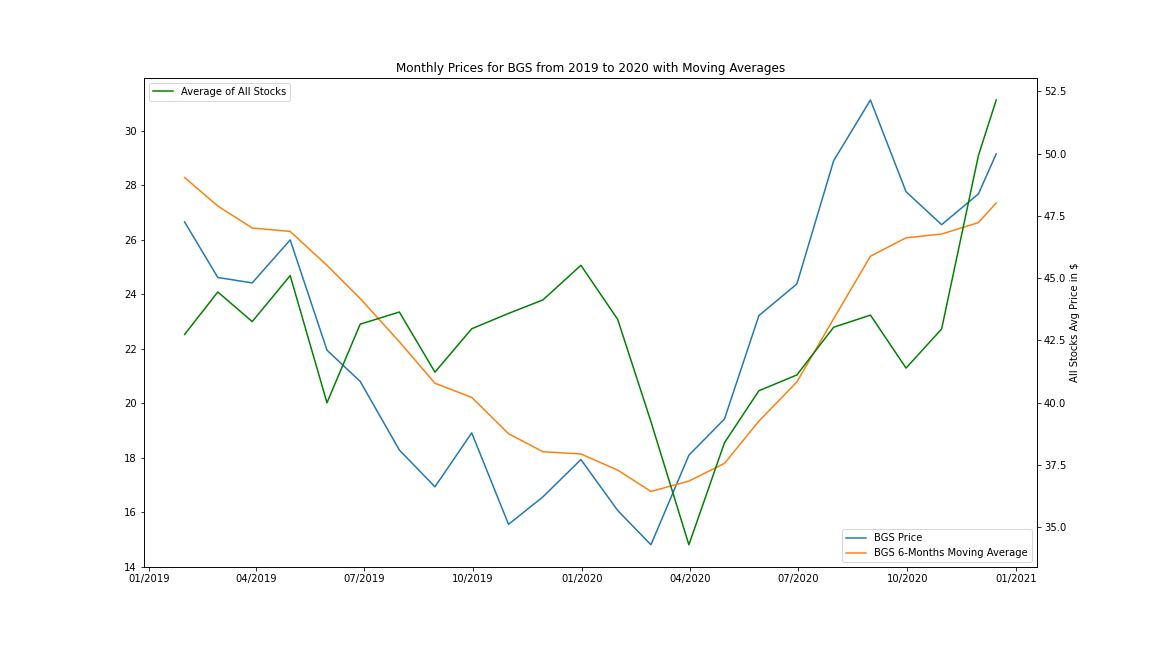 Monthly Prices for BGS from 2019 to 2020 with Moving Averages
Average of All Stocks
30
28
26
24
22
20
18
16
14
52.5
50.0
47.5
45.0
42.5
40.0
37.5
35.0
All Stocks Avg Price in $
BGS Price
BGS 6-Months Moving Average
01/2019 04/2019 07/2019 10/2019 01/2020 04/2020 07/2020 10/2020 01/2021